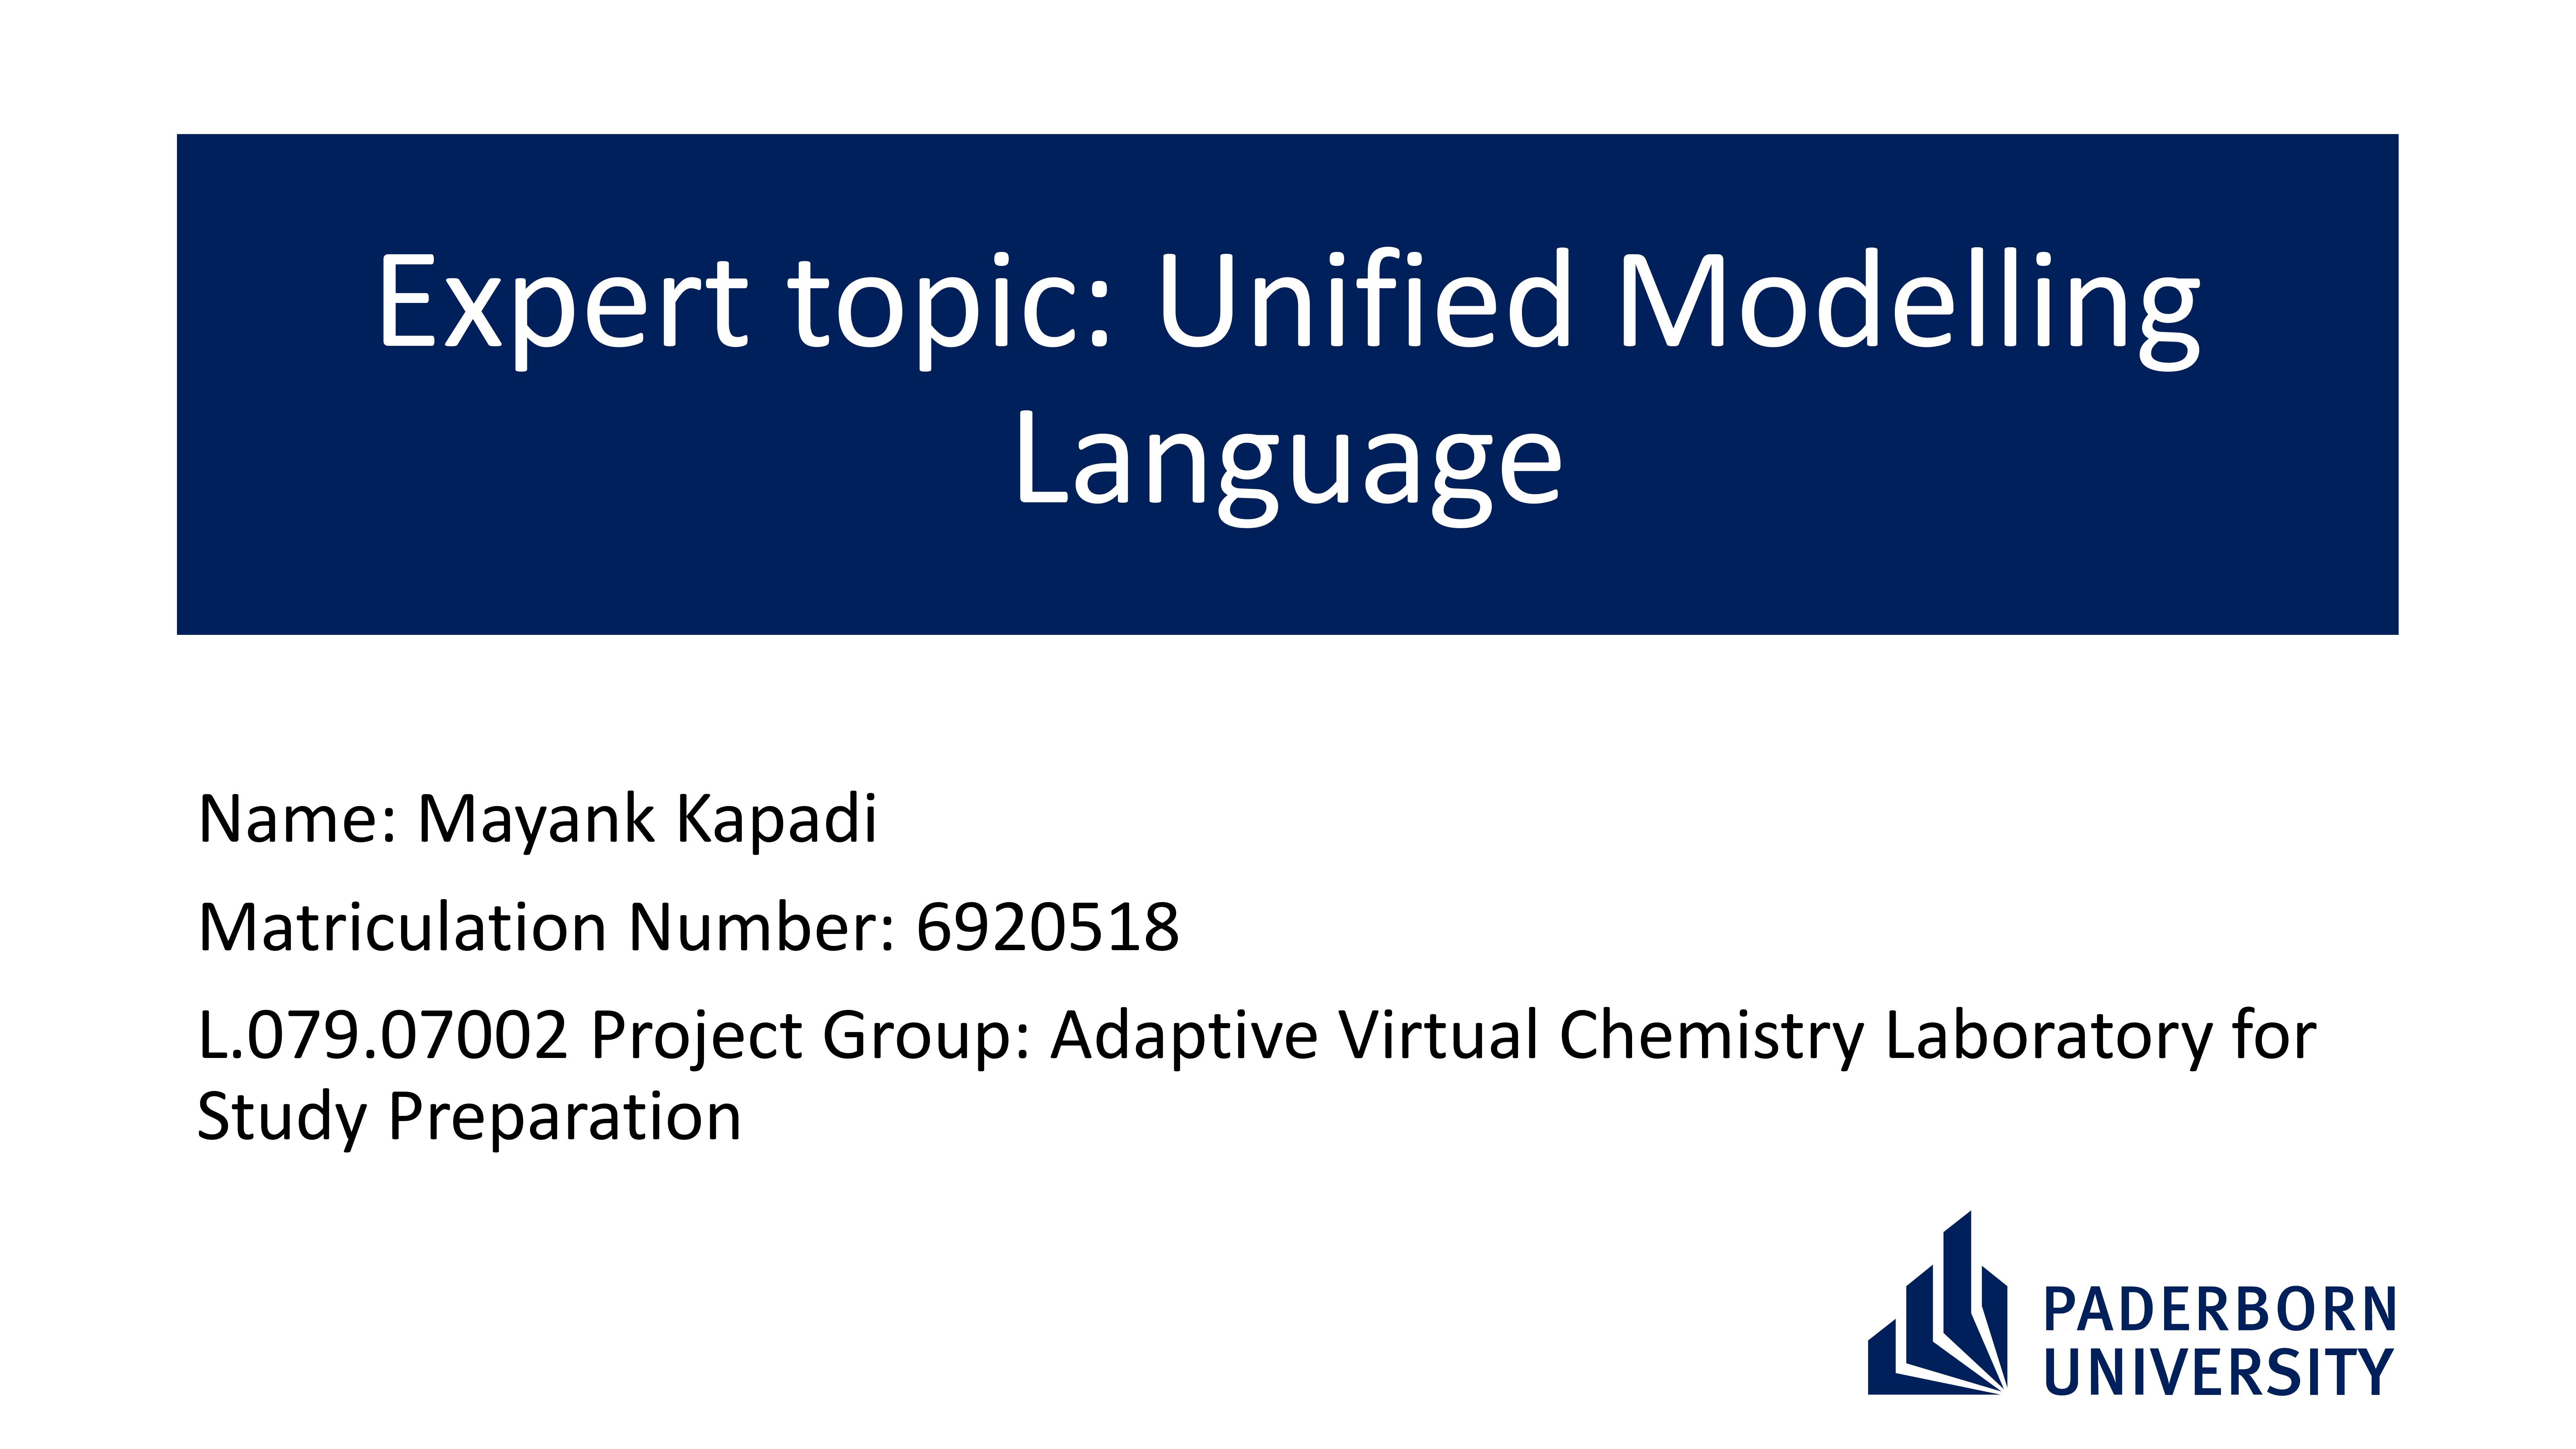 Expert topic: Unified Modelling
Language
Name: Mayank Kapadi
Matriculation Number: 6920518
L.079.07002 Project Group: Adaptive Virtual Chemistry Laboratory for
Study Preparation
PADERBORN
UNIVERSITY